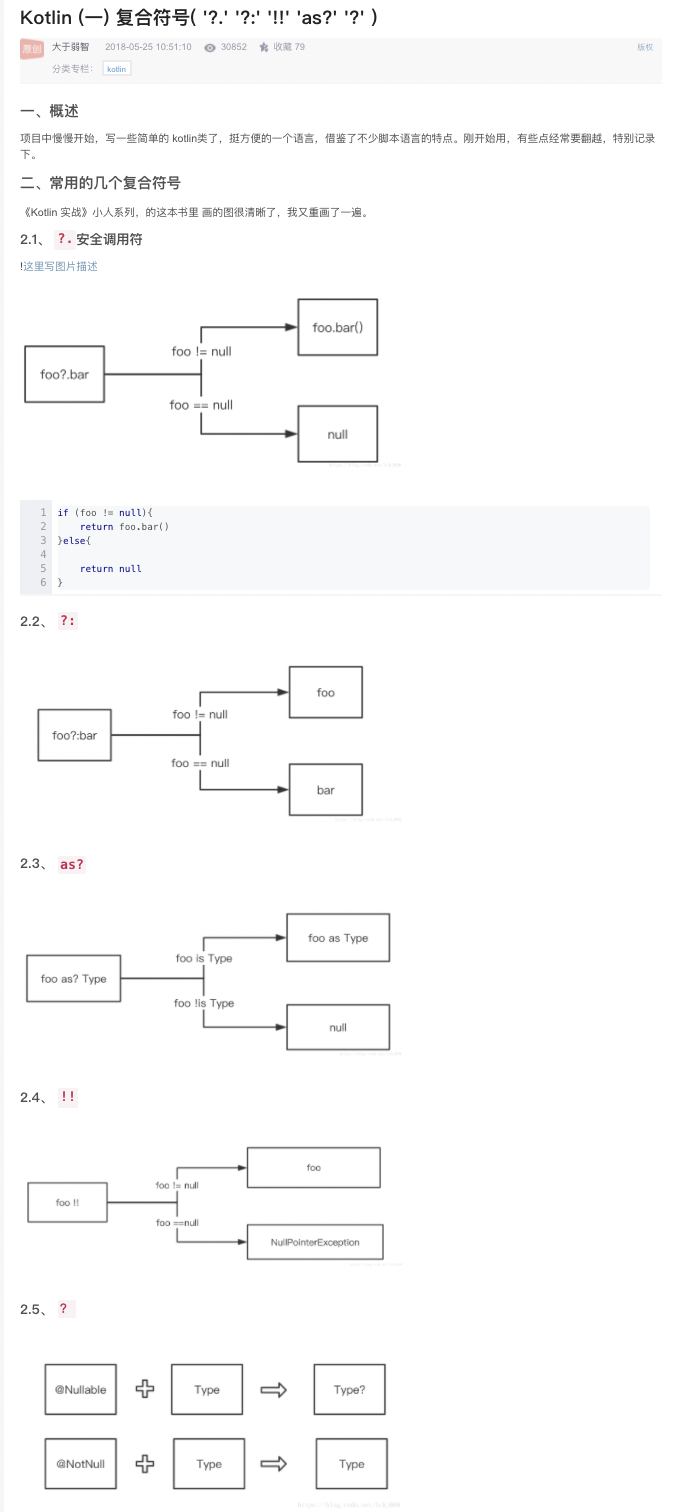 Kotlin (一) 复合符号( '?.' '?:' '!!' 'as?' '?' )
原创 大于弱智 2018-05-25 10:51:10 30852 收藏 79 版权
分类专栏： kotlin
一、概述
项目中慢慢开始，写一些简单的 kotlin类了，挺方便的一个语言，借鉴了不少脚本语言的特点。刚开始用，有些点经常要翻越，特别记录
下。
二、常用的几个复合符号
《Kotlin 实战》小人系列，的这本书里 画的图很清晰了，我又重画了一遍。
2.1、 ?. 安全调用符
!这里写图片描述
foo.bar()
foo != null
foo?.bar
foo == null
null
1 if (foo != null){
2 return foo.bar()
3 }else{
4
5 return null
6 }
2.2、 ?:
foo
foo != null
foo?:bar
foo == null
bar
2.3、 as?
foo as Type
foo is Type
foo as? Type
foo !is Type
null
2.4、 !!
foo
foo != null
foo !!
foo ==null
NullPointerException
2.5、 ?
@Nullable Type Type?
@NotNull Type Type